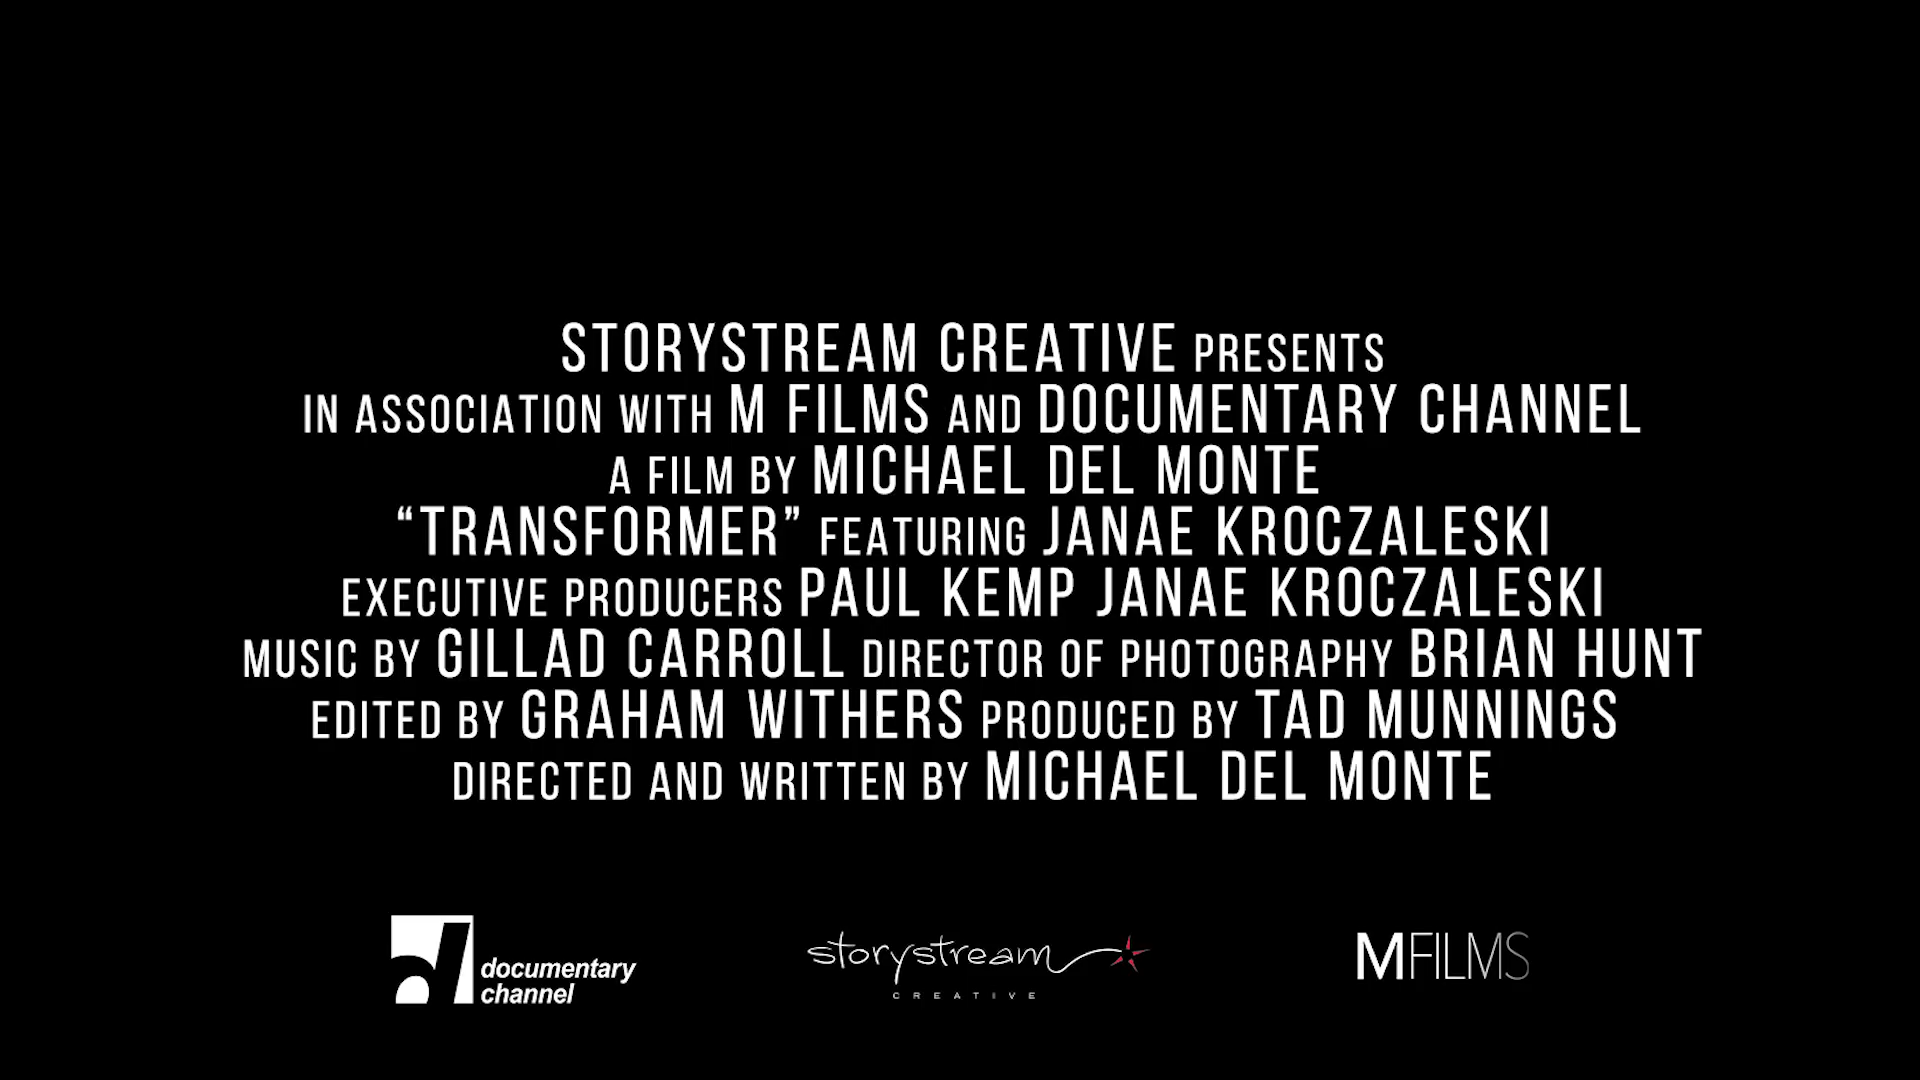 STORYSTREAM CREATIVE PRESENTS
IN ASSOCIATION WITH M FILMS AND DOCUMENTARY CHANNEL
A FILM BY MICHAEL DEL MONTE
“TRANSFORMER” FEATURING JANAE KROCZALESKI
EXECUTIVE PRODUCERS PAUL KEMP JANAE KROCZALESKI
MUSIC BY GILLAD CARROLL DIRECTOR OF PHOTOGRAPHY BRIAN HUNT
EDITED BY GRAHAM WITHERS PRODUCED BY TAD MUNNINGS
DIRECTED AND WRITTEN BY MICHAEL DEL MONTE
documentary
channel
storystream
CREATIVE
MFILMS